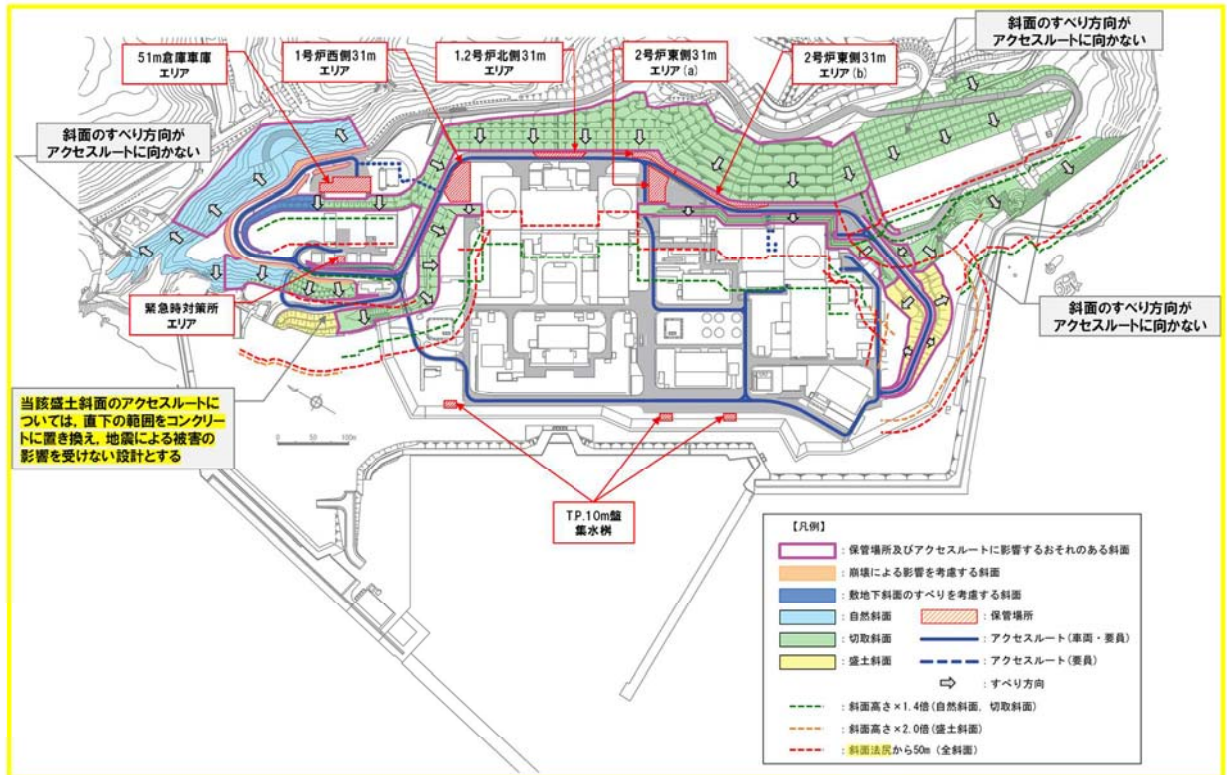 斜面のすべり方向が
アクセスルートに向かない
51m倉庫車庫
エリア
1号炉西側31m
エリア
1,2号炉北側31m
エリア
2号炉東側31m
エリア(a)
2号炉東側31m
エリア(b)
斜面のすべり方向が
アクセスルートに向かない
緊急時対策所
エリア
斜面のすべり方向が
アクセスルートに向かない
当該盛土斜面のアクセスルートに
ついては,直下の範囲をコンクリー
トに置き換え,地震による被害の
影響を受けない設計とする
0 50 100m
T.P.10m盤
集水桝
【凡例】
:保管場所及びアクセスルートに影響するおそれのある斜面
:崩壊による影響を考慮する斜面
:敷地下斜面のすべりを考慮する斜面
:自然斜面
:保管場所
:切取斜面
:アクセスルート(車両・要員)
:盛土斜面
:アクセスルート(要員)
:すべり方向
:斜面高さ×1.4倍(自然斜面,切取斜面)
:斜面高さ×2.0倍(盛土斜面)
:斜面法尻から50m(全斜面)